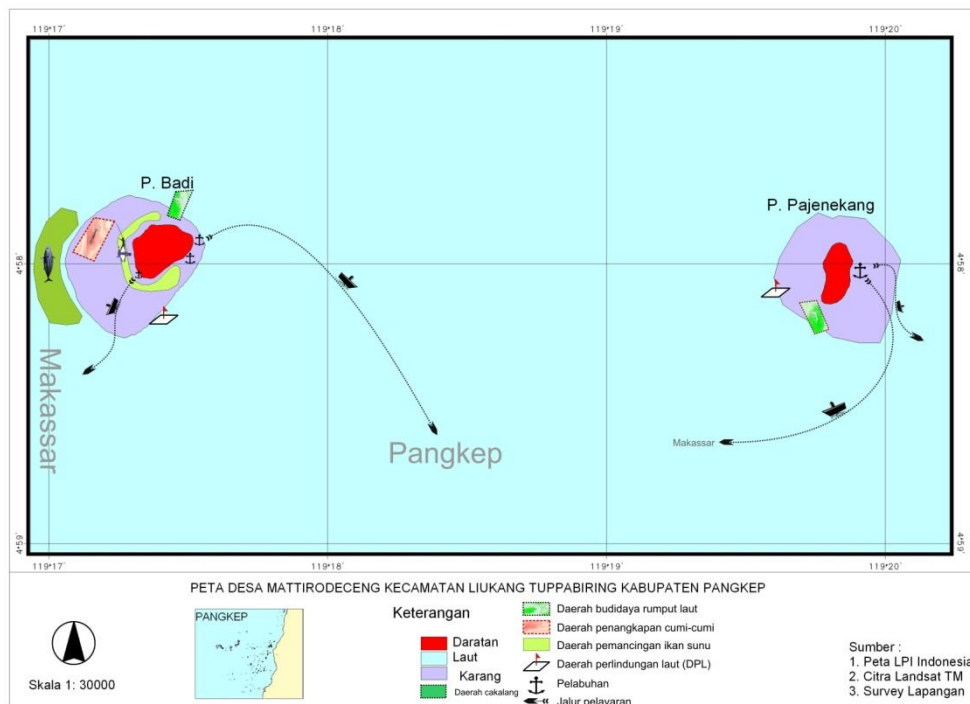 119°17' 119°18' 119°19' 119°20'
P. Badi
P. Pajenekang
4°58' 4°58'
Makassar
Pangkep
Makassar
4°59' 4°59'
119°17' 119°18' 119°19' 119°20'
PETA DESA MATTIRODECENG KECAMATAN LIUKANG TUPPABIRING KABUPATEN PANGKEP
PANGKEP
Skala 1: 30000
Keterangan
Daratan
Laut
Karang
Daerah cakalang
Daerah budidaya rumput laut
Daerah penangkapan cumi-cumi
Daerah pemancingan ikan sunu
Daerah perlindungan laut (DPL)
Pelabuhan
Jalur pelayaran
Sumber :
1. Peta LPI Indonesia
2. Citra Landsat TM
3. Survey Lapangan